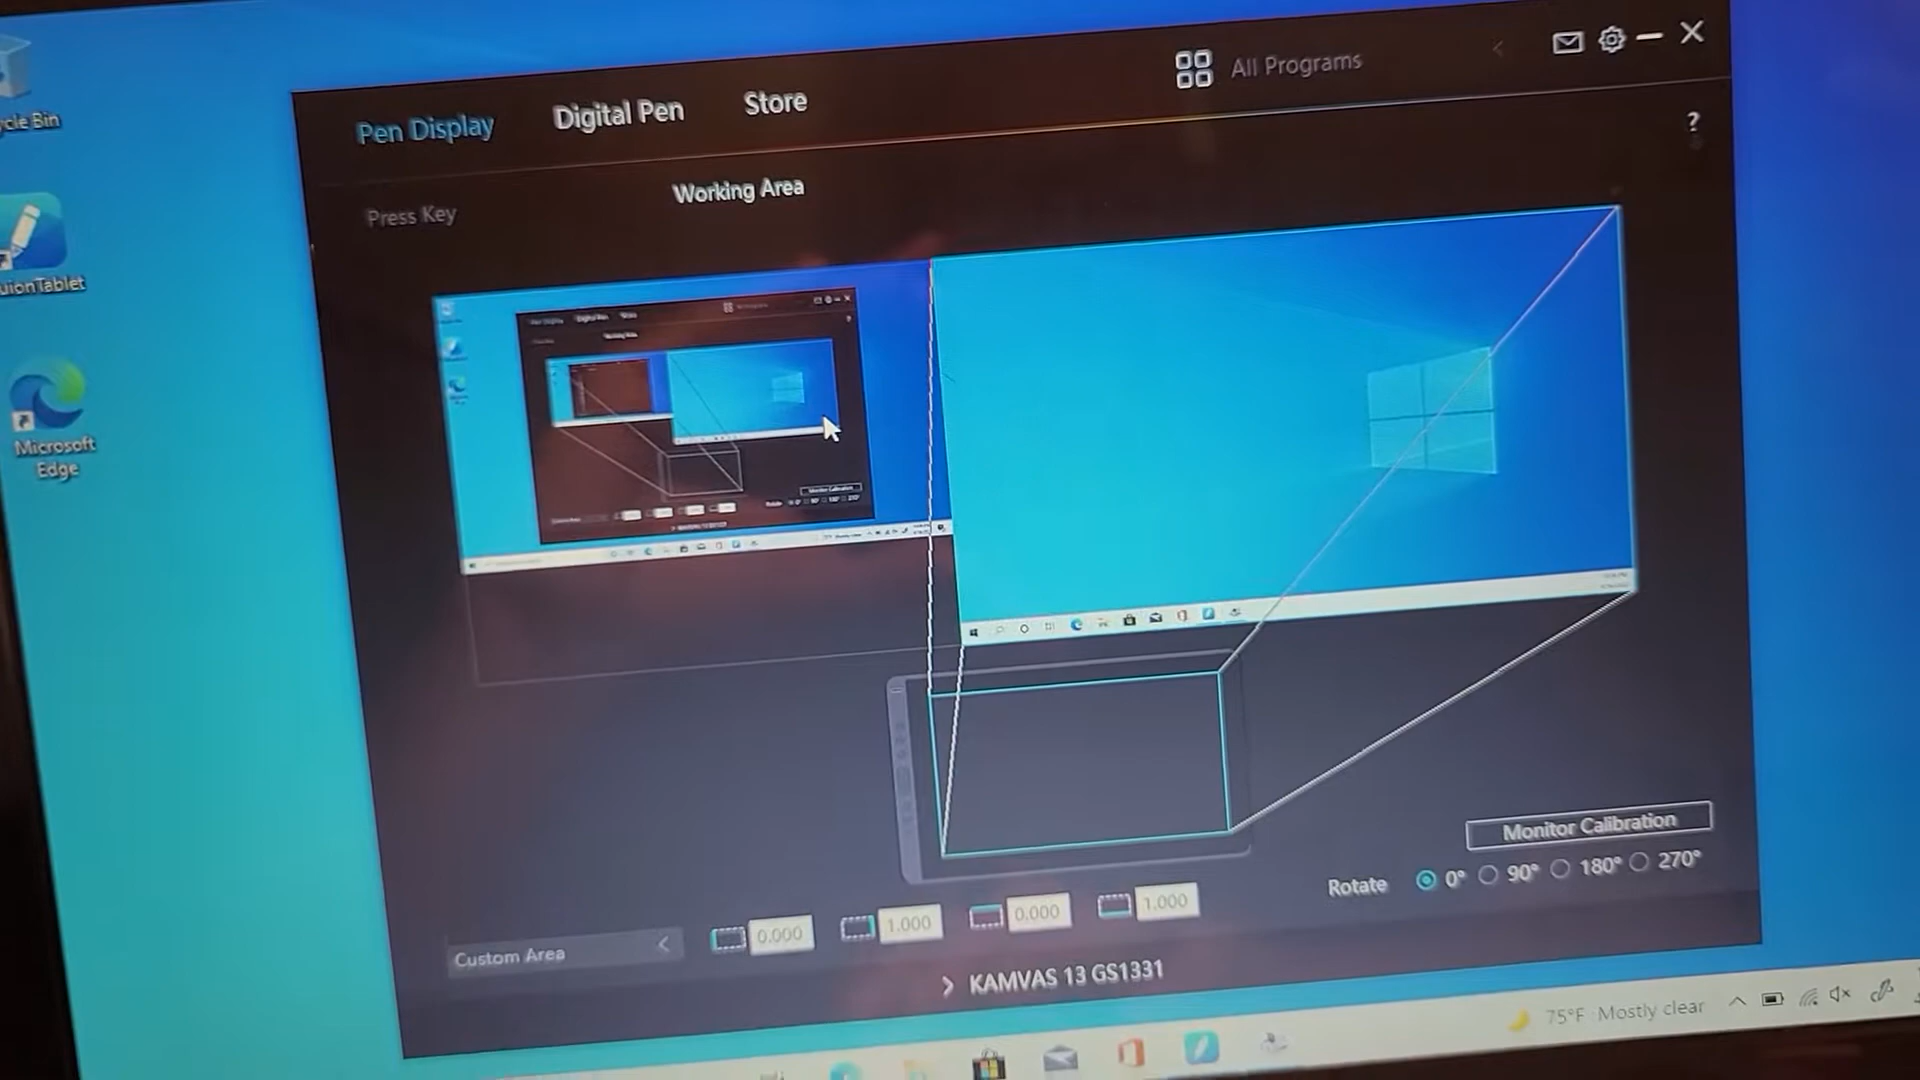 cle Bin
uionTablet
Microsoft
Edge
Pen Display
Digital Pen
Store
All Programs
?
Press Key
Working Area
Monitor Calibration
Rotate
0°
90°
180°
270°
Custom Area
0.000
1.000
0.000
1.000
KAMVAS 13 GS1331
75°F Mostly clear